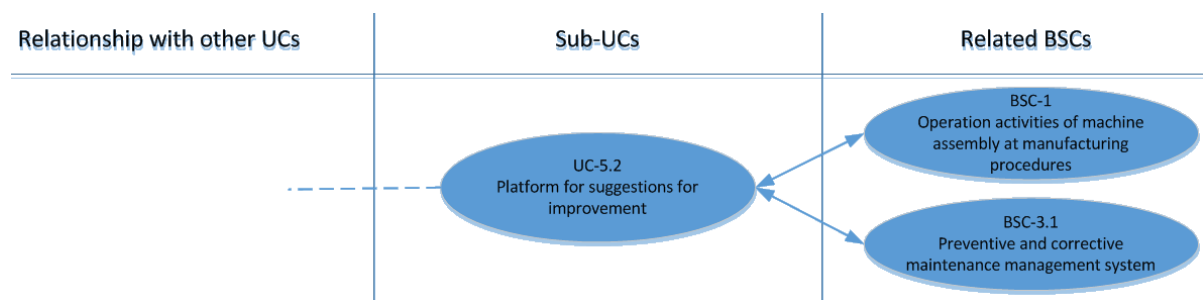 Relationship with other UCs
Sub-UCs
Related BSCs
UC-5.2
Platform for suggestions for
improvement
BSC-1
Operation activities of machine
assembly at manufacturing
procedures
BSC-3.1
Preventive and corrective
maintenance management system